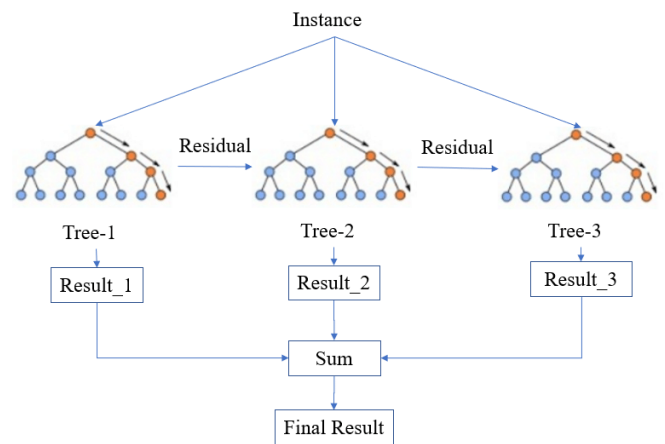 Instance
Residual
Residual
Tree-1
Tree-2
Tree-3
Result_1
Result_2
Result_3
Sum
Final Result